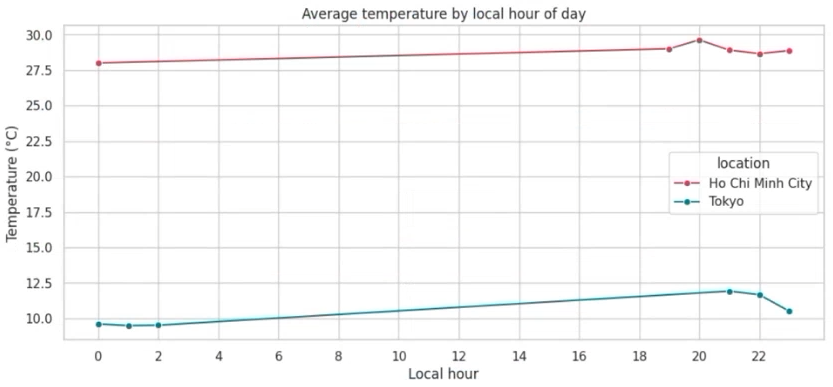 Average temperature by local hour of day
Temperature (°C)
30.0
27.5
25.0
22.5
20.0
17.5
15.0
12.5
10.0
location
Ho Chi Minh City
Tokyo
0 2 4 6 8 10 12 14 16 18 20 22
Local hour